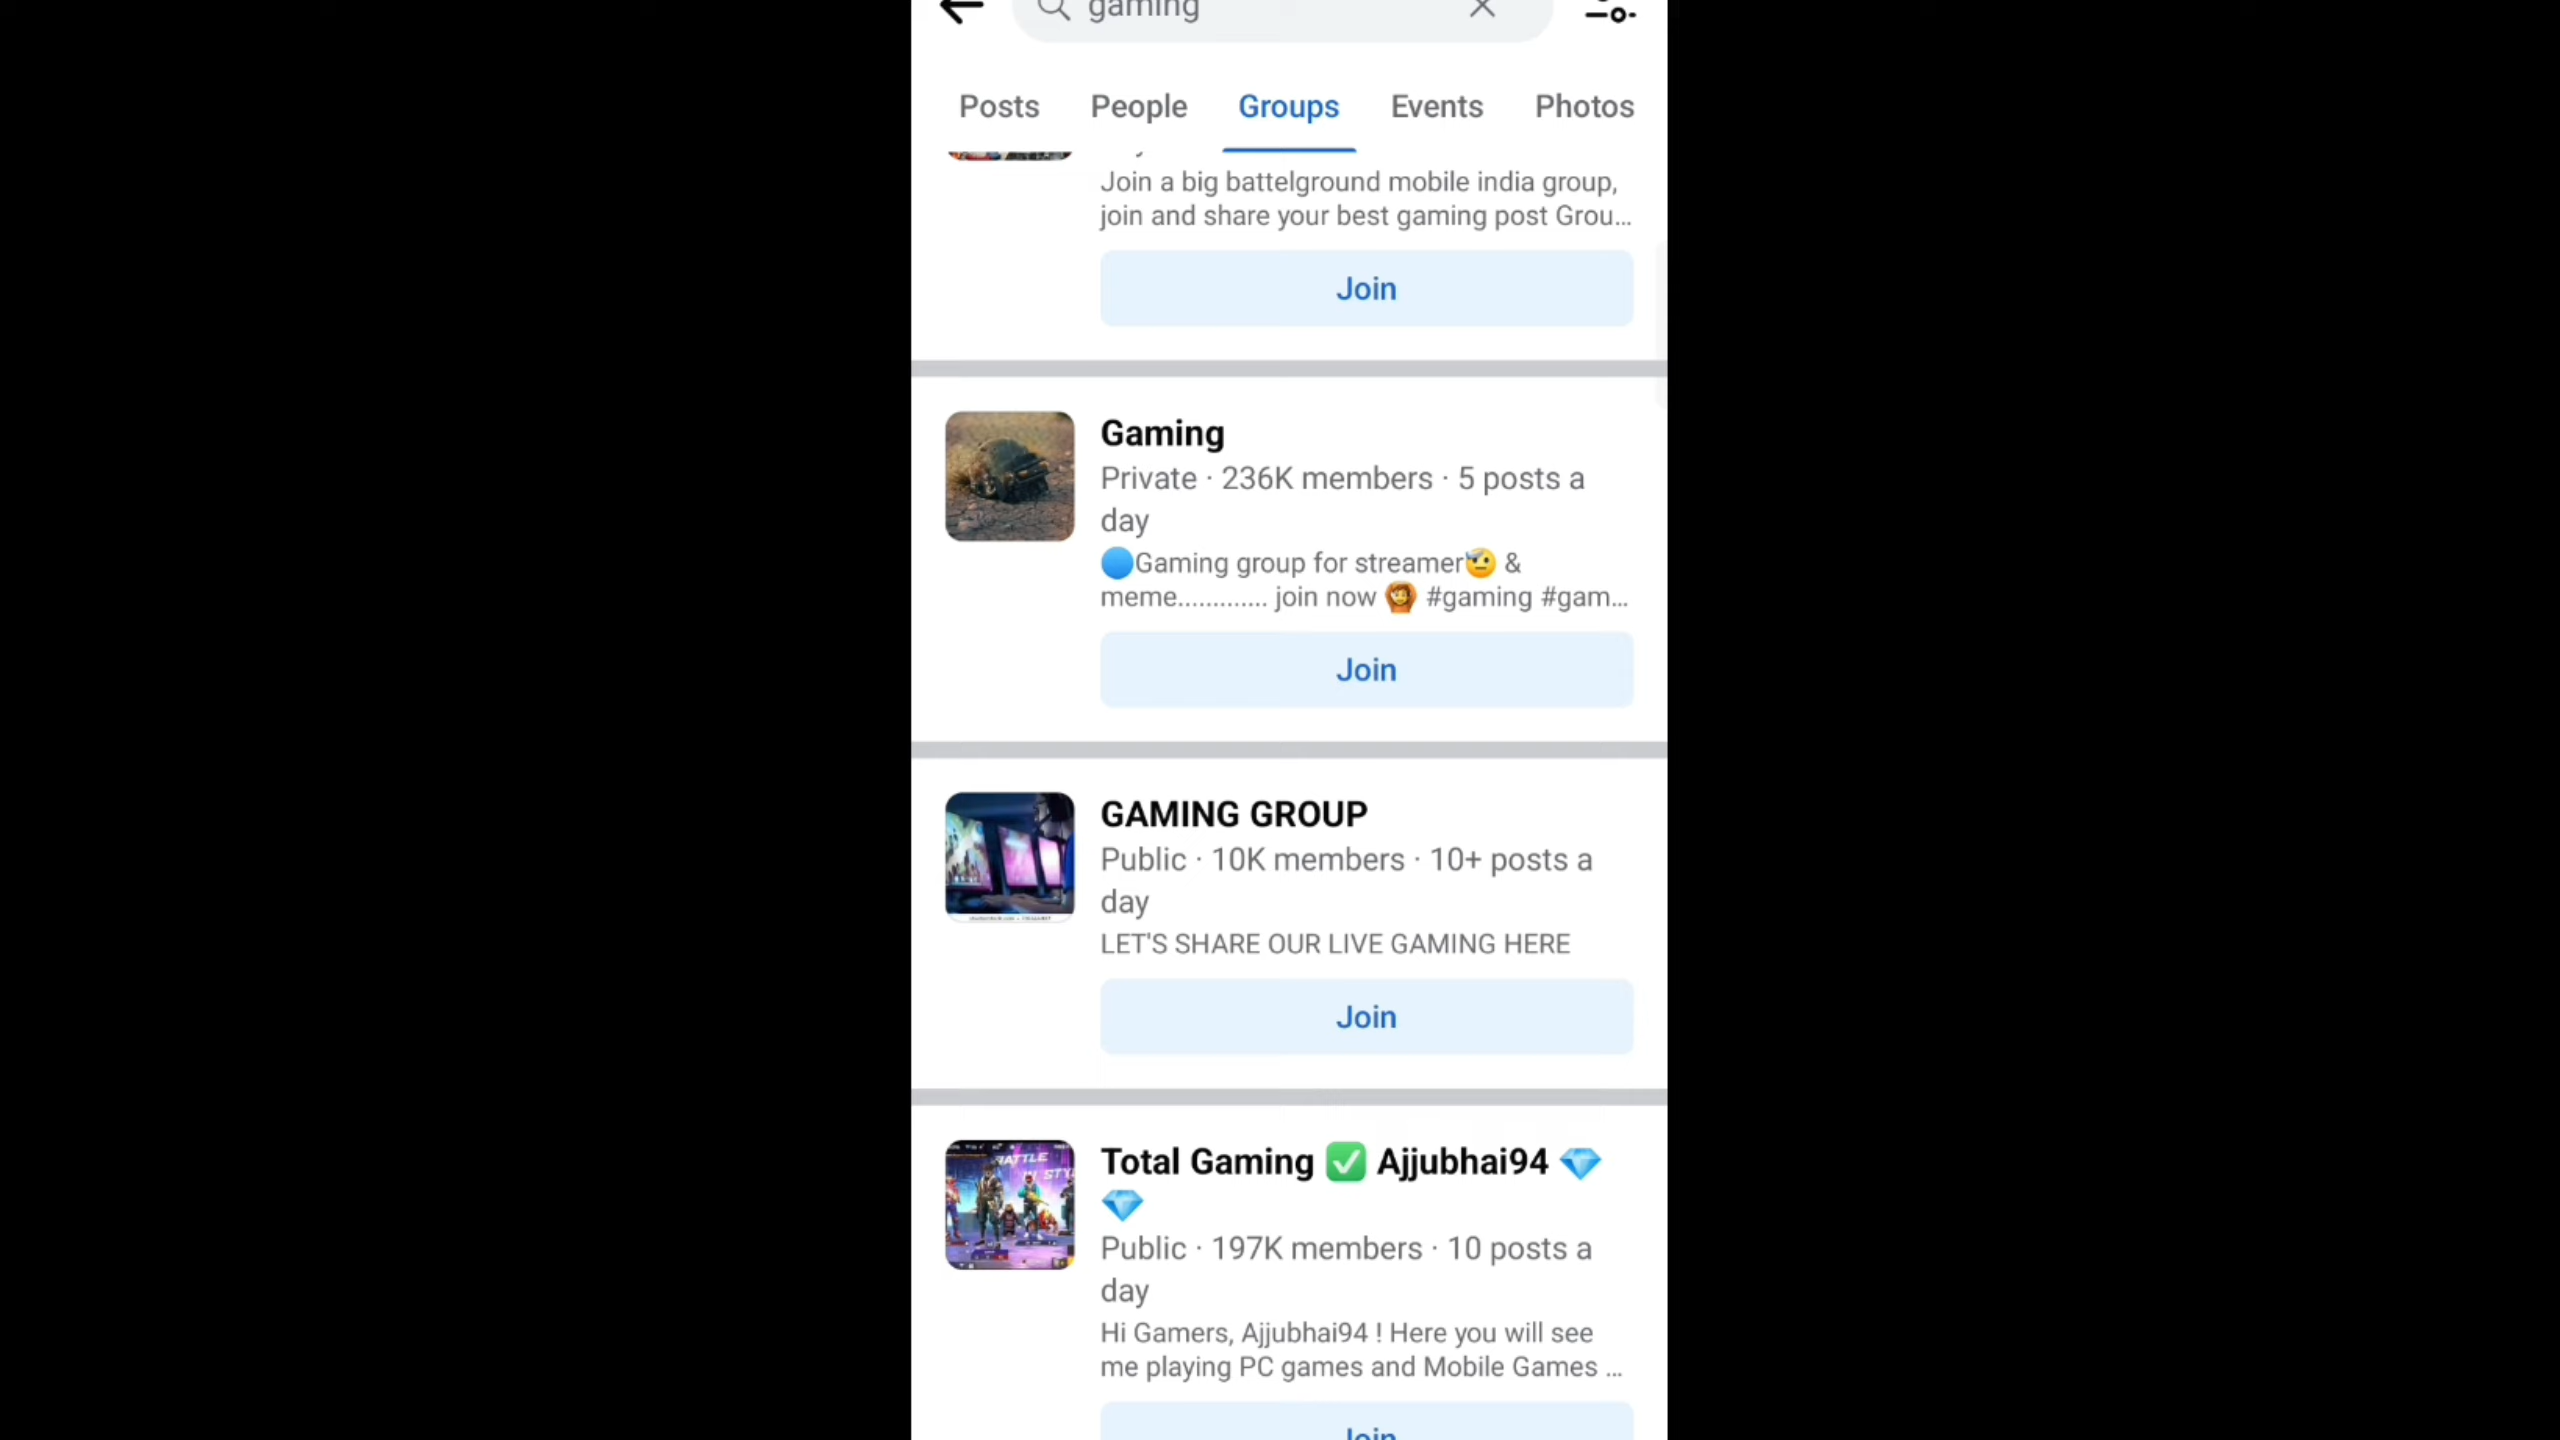 gaming
Posts People Groups Events Photos
Join a big battelground mobile india group,
join and share your best gaming post Grou...
Join
Gaming
Private · 236K members · 5 posts a
day
🔵Gaming group for streamer🤕 &
meme............. join now 🙆 #gaming #gam...
Join
GAMING GROUP
Public · 10K members · 10+ posts a
day
LET'S SHARE OUR LIVE GAMING HERE
Join
BATTLE
IN STY
Total Gaming ✅ Ajjubhai94 💎
💎
Public · 197K members · 10 posts a
day
Hi Gamers, Ajjubhai94 ! Here you will see
me playing PC games and Mobile Games ...
Join